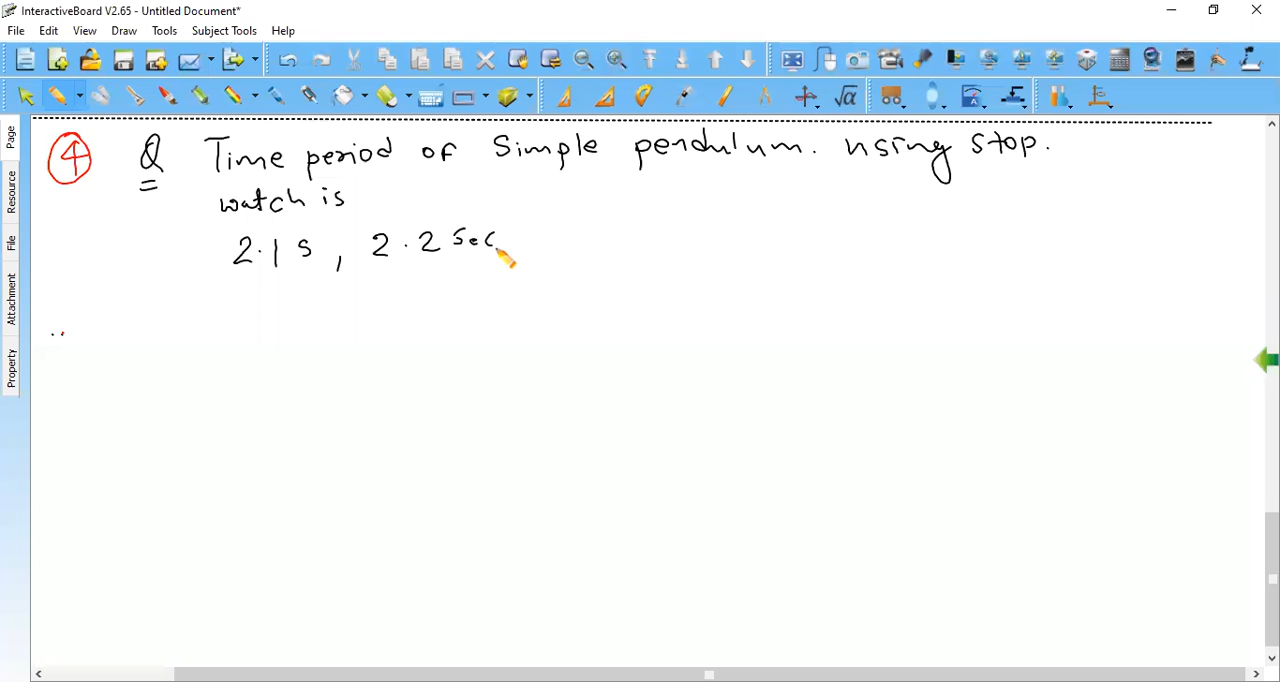 InteractiveBoard V2.65 - Untitled Document*
File Edit View Draw Tools Subject Tools Help
Page
Resource
File
Attachment
Property
4 Q Time period of Simple pendulum. using stop.
watch is
2.1 s , 2.2 Sec